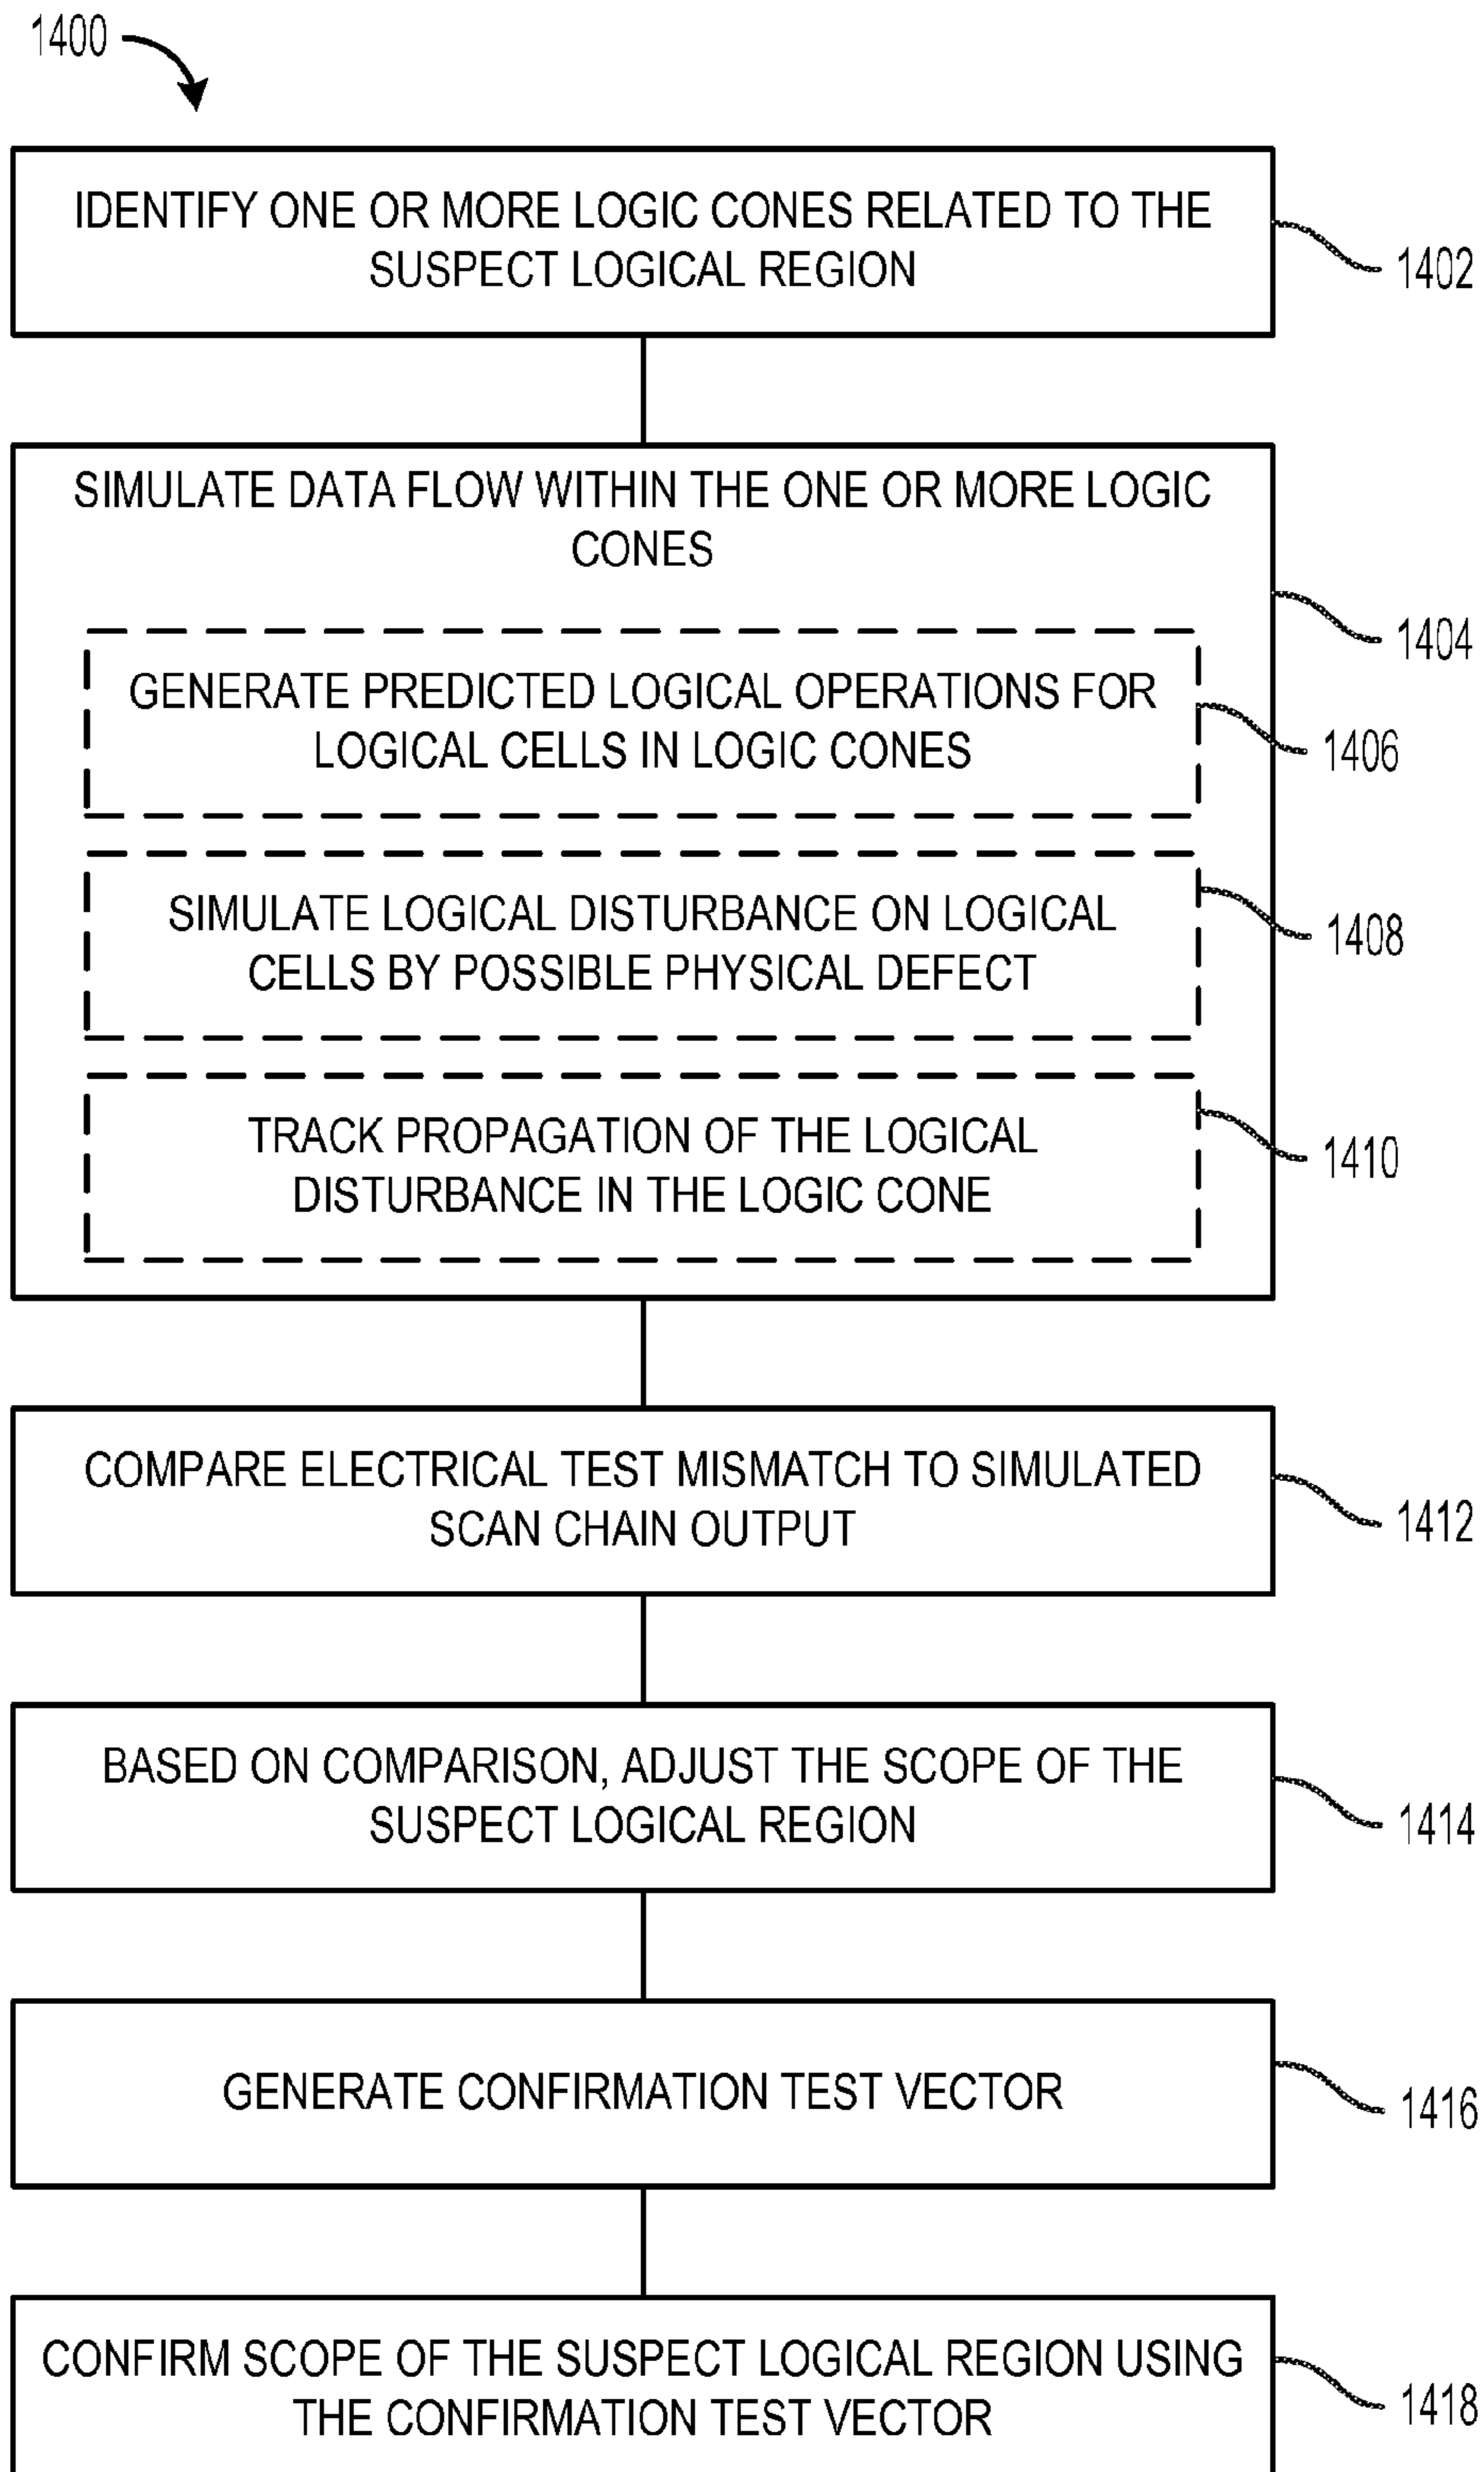 1400
IDENTIFY ONE OR MORE LOGIC CONES RELATED TO THE
SUSPECT LOGICAL REGION
1402
SIMULATE DATA FLOW WITHIN THE ONE OR MORE LOGIC
CONES
1404
GENERATE PREDICTED LOGICAL OPERATIONS FOR
LOGICAL CELLS IN LOGIC CONES
1406
SIMULATE LOGICAL DISTURBANCE ON LOGICAL
CELLS BY POSSIBLE PHYSICAL DEFECT
1408
TRACK PROPAGATION OF THE LOGICAL
DISTURBANCE IN THE LOGIC CONE
1410
COMPARE ELECTRICAL TEST MISMATCH TO SIMULATED
SCAN CHAIN OUTPUT
1412
BASED ON COMPARISON, ADJUST THE SCOPE OF THE
SUSPECT LOGICAL REGION
1414
GENERATE CONFIRMATION TEST VECTOR
1416
CONFIRM SCOPE OF THE SUSPECT LOGICAL REGION USING
THE CONFIRMATION TEST VECTOR
1418